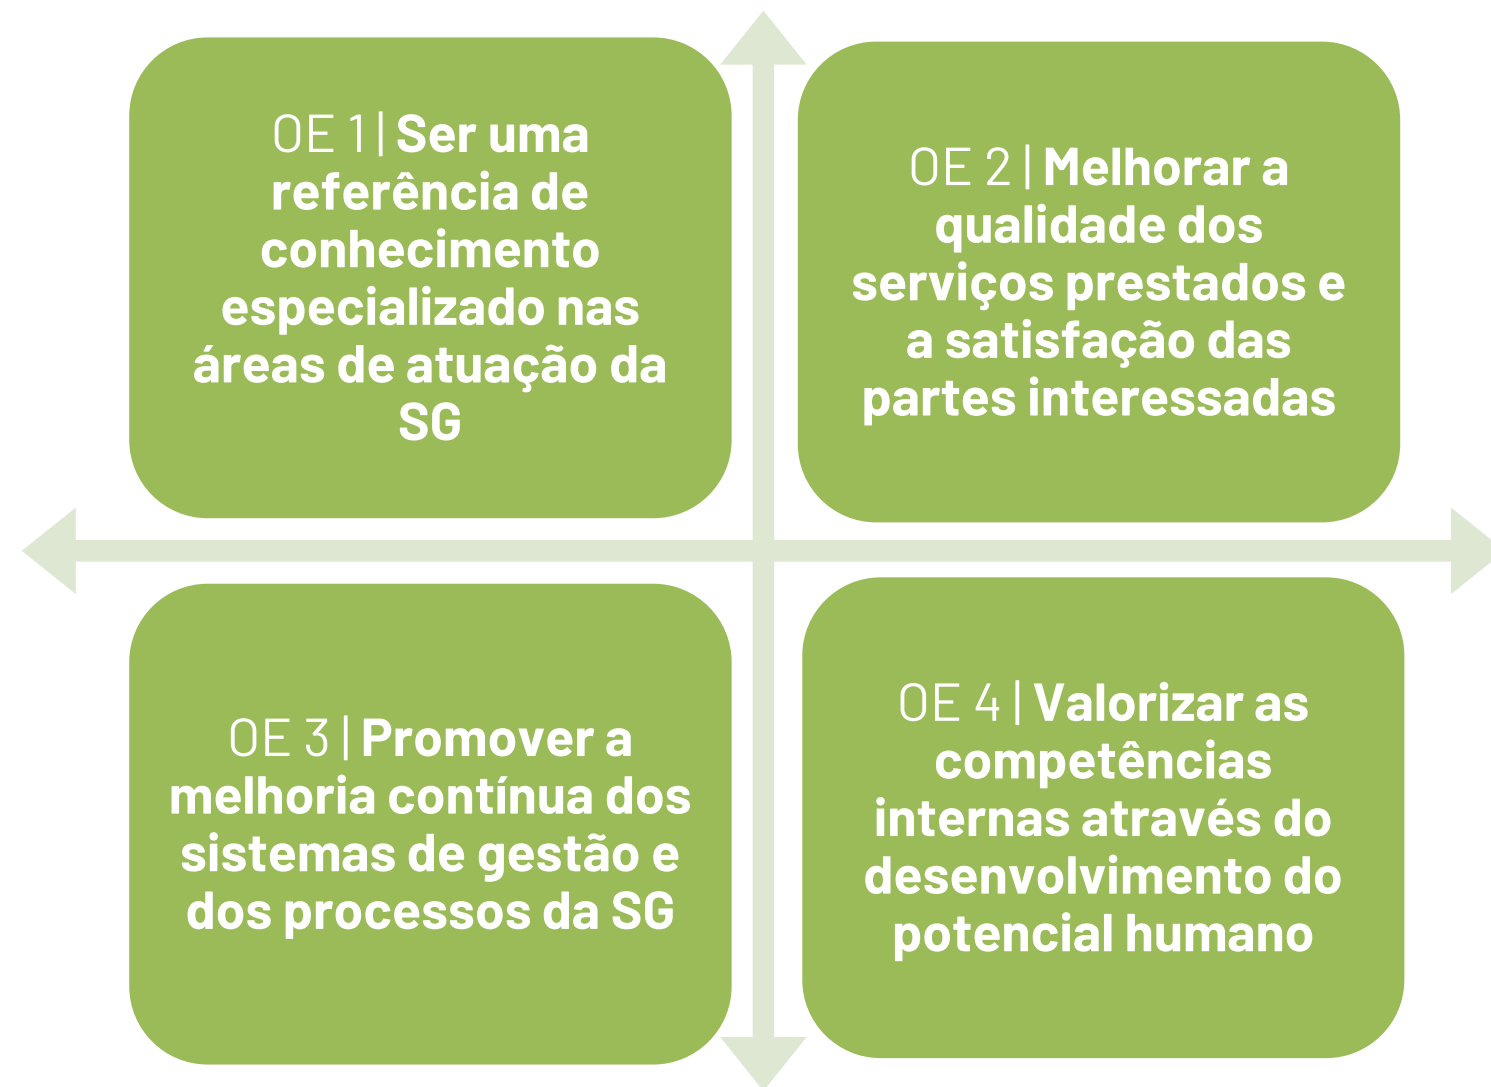 OE 1 | Ser uma
referência de
conhecimento
especializado nas
áreas de atuação da
SG
OE 2 | Melhorar a
qualidade dos
serviços prestados e
a satisfação das
partes interessadas
OE 3 | Promover a
melhoria contínua dos
sistemas de gestão e
dos processos da SG
OE 4 | Valorizar as
competências
internas através do
desenvolvimento do
potencial humano